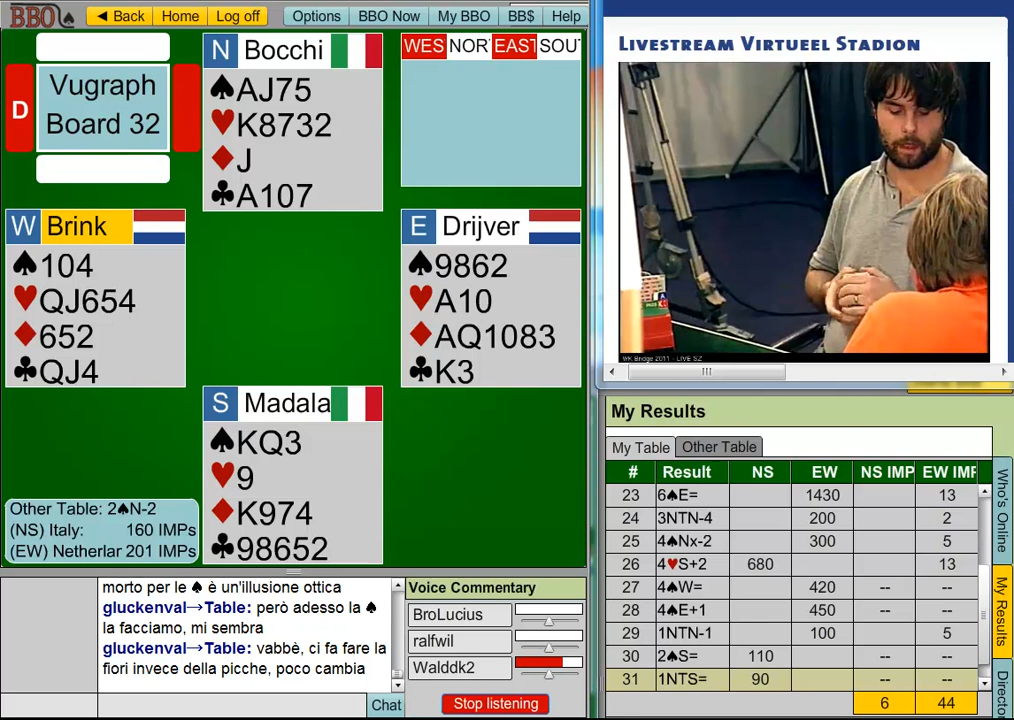 BBO ♠ ◄ Back Home Log off Options BBO Now My BBO BB$ Help
D
Vugraph
Board 32
N Bocchi
♠AJ75
♥K8732
♦J
♣A107
WES NOR EAST SOU
W Brink
♠104
♥QJ654
♦652
♣QJ4
E Drijver
♠9862
♥A10
♦AQ1083
♣K3
S Madala
♠KQ3
♥9
♦K974
♣98652
Other Table: 2♠N-2
(NS) Italy: 160 IMPs
(EW) Netherlar 201 IMPs
morto per le ♠ è un'illusione ottica
gluckenval→Table: però adesso la ♠
la facciamo, mi sembra
gluckenval→Table: vabbè, ci fa fare la
fiori invece della picche, poco cambia
Chat
Voice Commentary
BroLucius
ralfwil
Walddk2
Stop listening
Livestream Virtueel Stadion
WK Bridge 2011 - LIVE SZ
My Results
My Table Other Table
# Result NS EW NS IMP EW IMF
23 6♠E= 1430 13
24 3NTN-4 200 2
25 4♠Nx-2 300 5
26 4♥S+2 680 13
27 4♠W= 420 -- --
28 4♠E+1 450 -- --
29 1NTN-1 100 5
30 2♠S= 110 -- --
31 1NTS= 90 -- --
6 44
Who's Online
My Results
Director